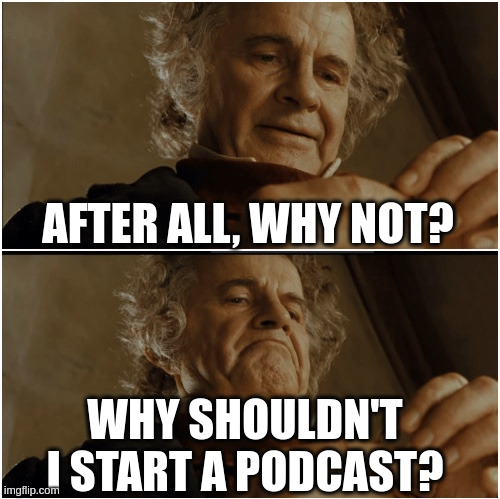 AFTER ALL, WHY NOT?
WHY SHOULDN'T
I START A PODCAST?
imgflip.com